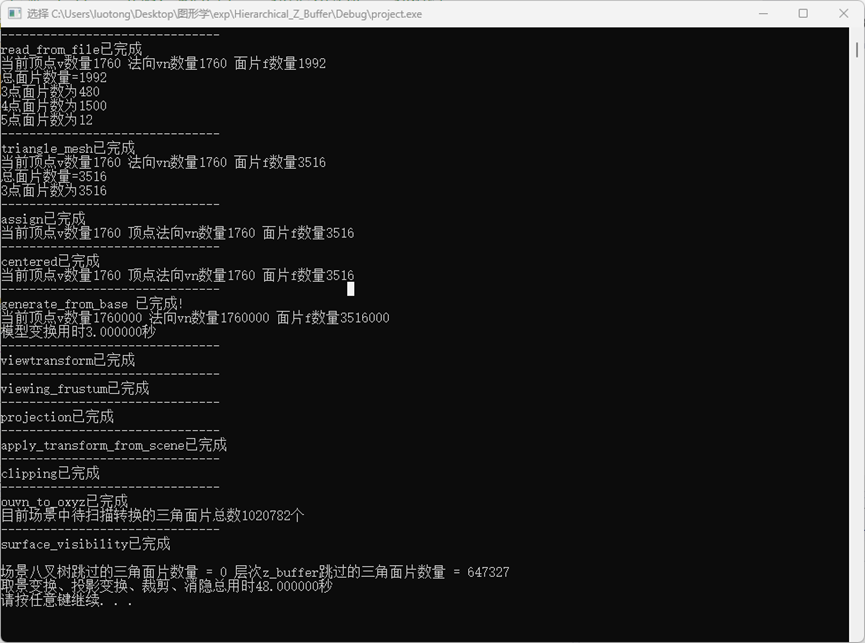 选择 C:\Users\luotong\Desktop\图形学\exp\Hierarchical_Z_Buffer\Debug\project.exe
-------------------------------
read_from_file已完成
当前顶点v数量1760 法向vn数量1760 面片f数量1992
总面片数量=1992
3点面片数为480
4点面片数为1500
5点面片数为12
-------------------------------
triangle_mesh已完成
当前顶点v数量1760 法向vn数量1760 面片f数量3516
总面片数量=3516
3点面片数为3516
-------------------------------
assign已完成
当前顶点v数量1760 顶点法向vn数量1760 面片f数量3516
-------------------------------
centered已完成
当前顶点v数量1760 顶点法向vn数量1760 面片f数量3516
-------------------------------
generate_from_base 已完成!
当前顶点v数量1760000 法向vn数量1760000 面片f数量3516000
模型变换用时3.000000秒
-------------------------------
viewtransform已完成
-------------------------------
viewing_frustum已完成
-------------------------------
projection已完成
-------------------------------
apply_transform_from_scene已完成
-------------------------------
clipping已完成
-------------------------------
ouvn_to_oxyz已完成
目前场景中待扫描转换的三角面片总数1020782个
-------------------------------
surface_visibility已完成
场景八叉树跳过的三角面片数量 = 0 层次z_buffer跳过的三角面片数量 = 647327
取景变换、投影变换、裁剪、消隐总用时48.000000秒
请按任意键继续. . .